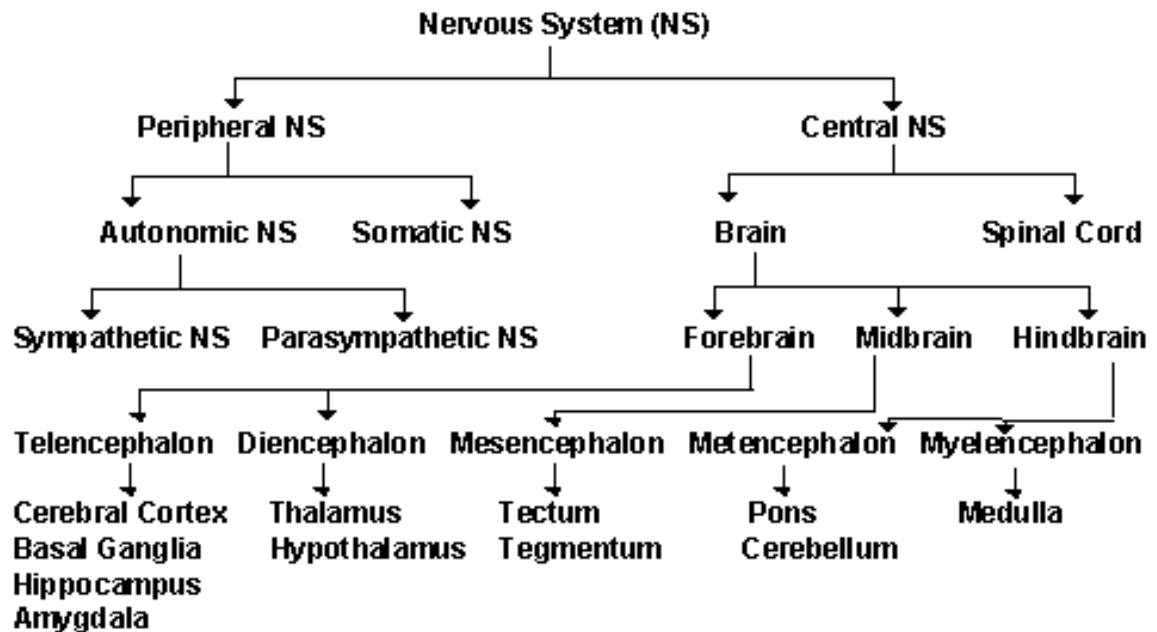 Nervous System (NS)
Peripheral NS
Central NS
Autonomic NS
Somatic NS
Brain
Spinal Cord
Sympathetic NS
Parasympathetic NS
Forebrain
Midbrain
Hindbrain
Telencephalon
Diencephalon
Mesencephalon
Metencephalon
Myelencephalon
Cerebral Cortex
Basal Ganglia
Hippocampus
Amygdala
Thalamus
Hypothalamus
Tectum
Tegmentum
Pons
Cerebellum
Medulla